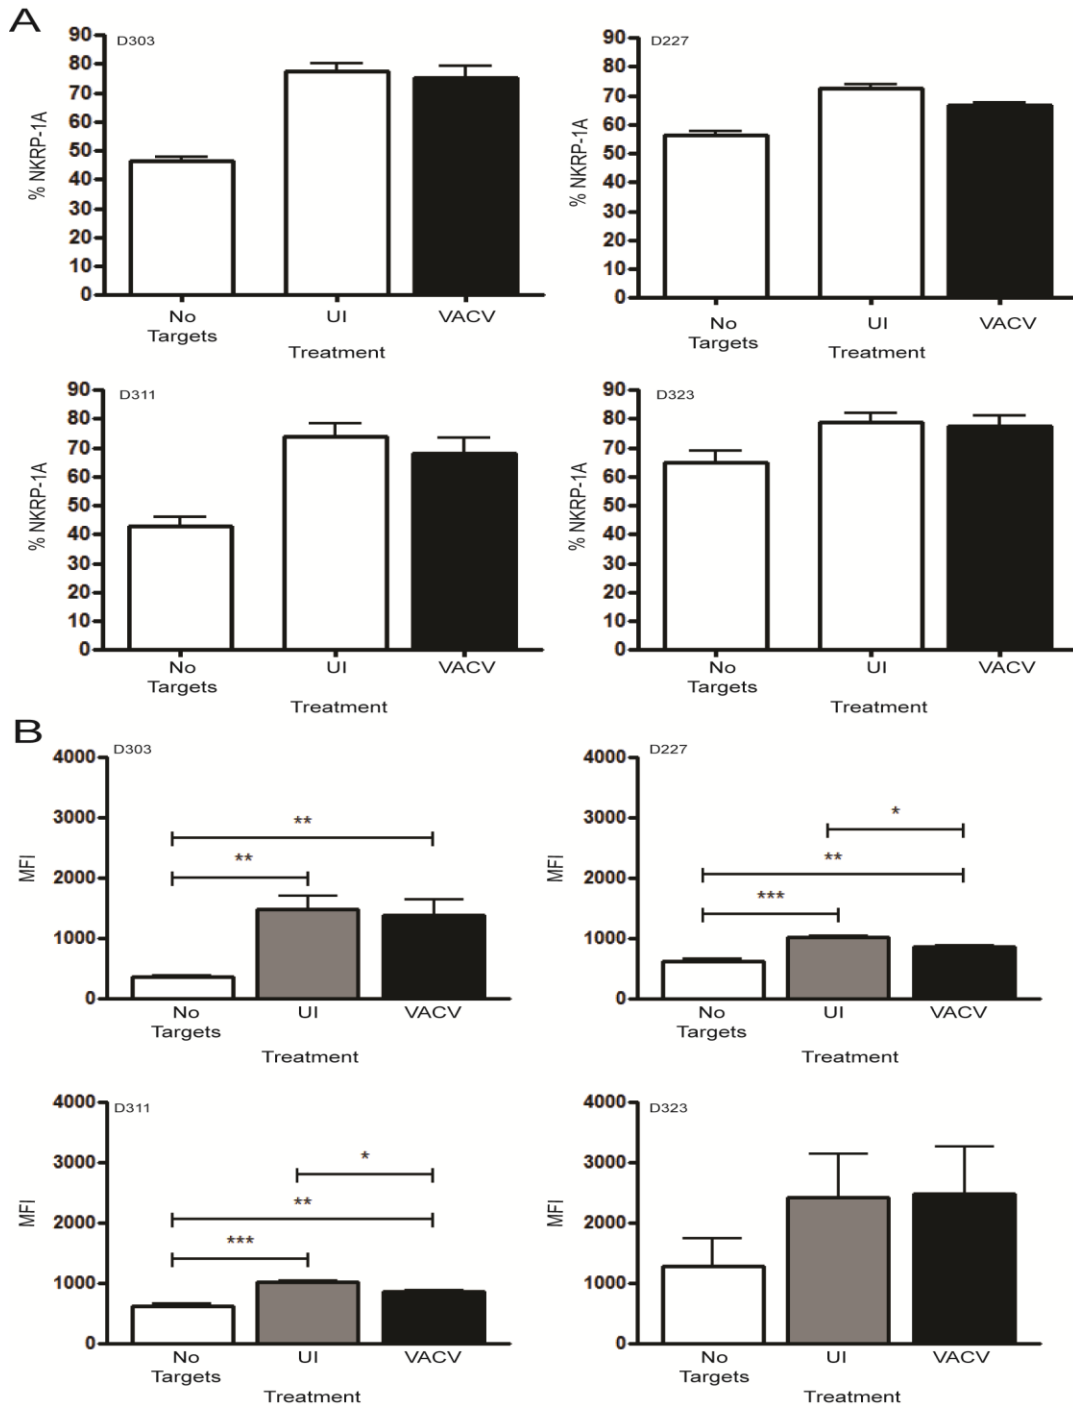 A
D303
90
80
70
60
50
40
30
20
10
0
% NKRP-1A
No Targets
UI
VACV
Treatment
D227
90
80
70
60
50
40
30
20
10
0
% NKRP-1A
No Targets
UI
VACV
Treatment
D311
90
80
70
60
50
40
30
20
10
0
% NKRP-1A
No Targets
UI
VACV
Treatment
D323
90
80
70
60
50
40
30
20
10
0
% NKRP-1A
No Targets
UI
VACV
Treatment
B
D303
4000
3000
2000
1000
0
MFI
**
**
No Targets
UI
VACV
Treatment
D227
4000
3000
2000
1000
0
MFI
*
**
***
No Targets
UI
VACV
Treatment
D311
4000
3000
2000
1000
0
MFI
*
**
***
No Targets
UI
VACV
Treatment
D323
4000
3000
2000
1000
0
MFI
No Targets
UI
VACV
Treatment